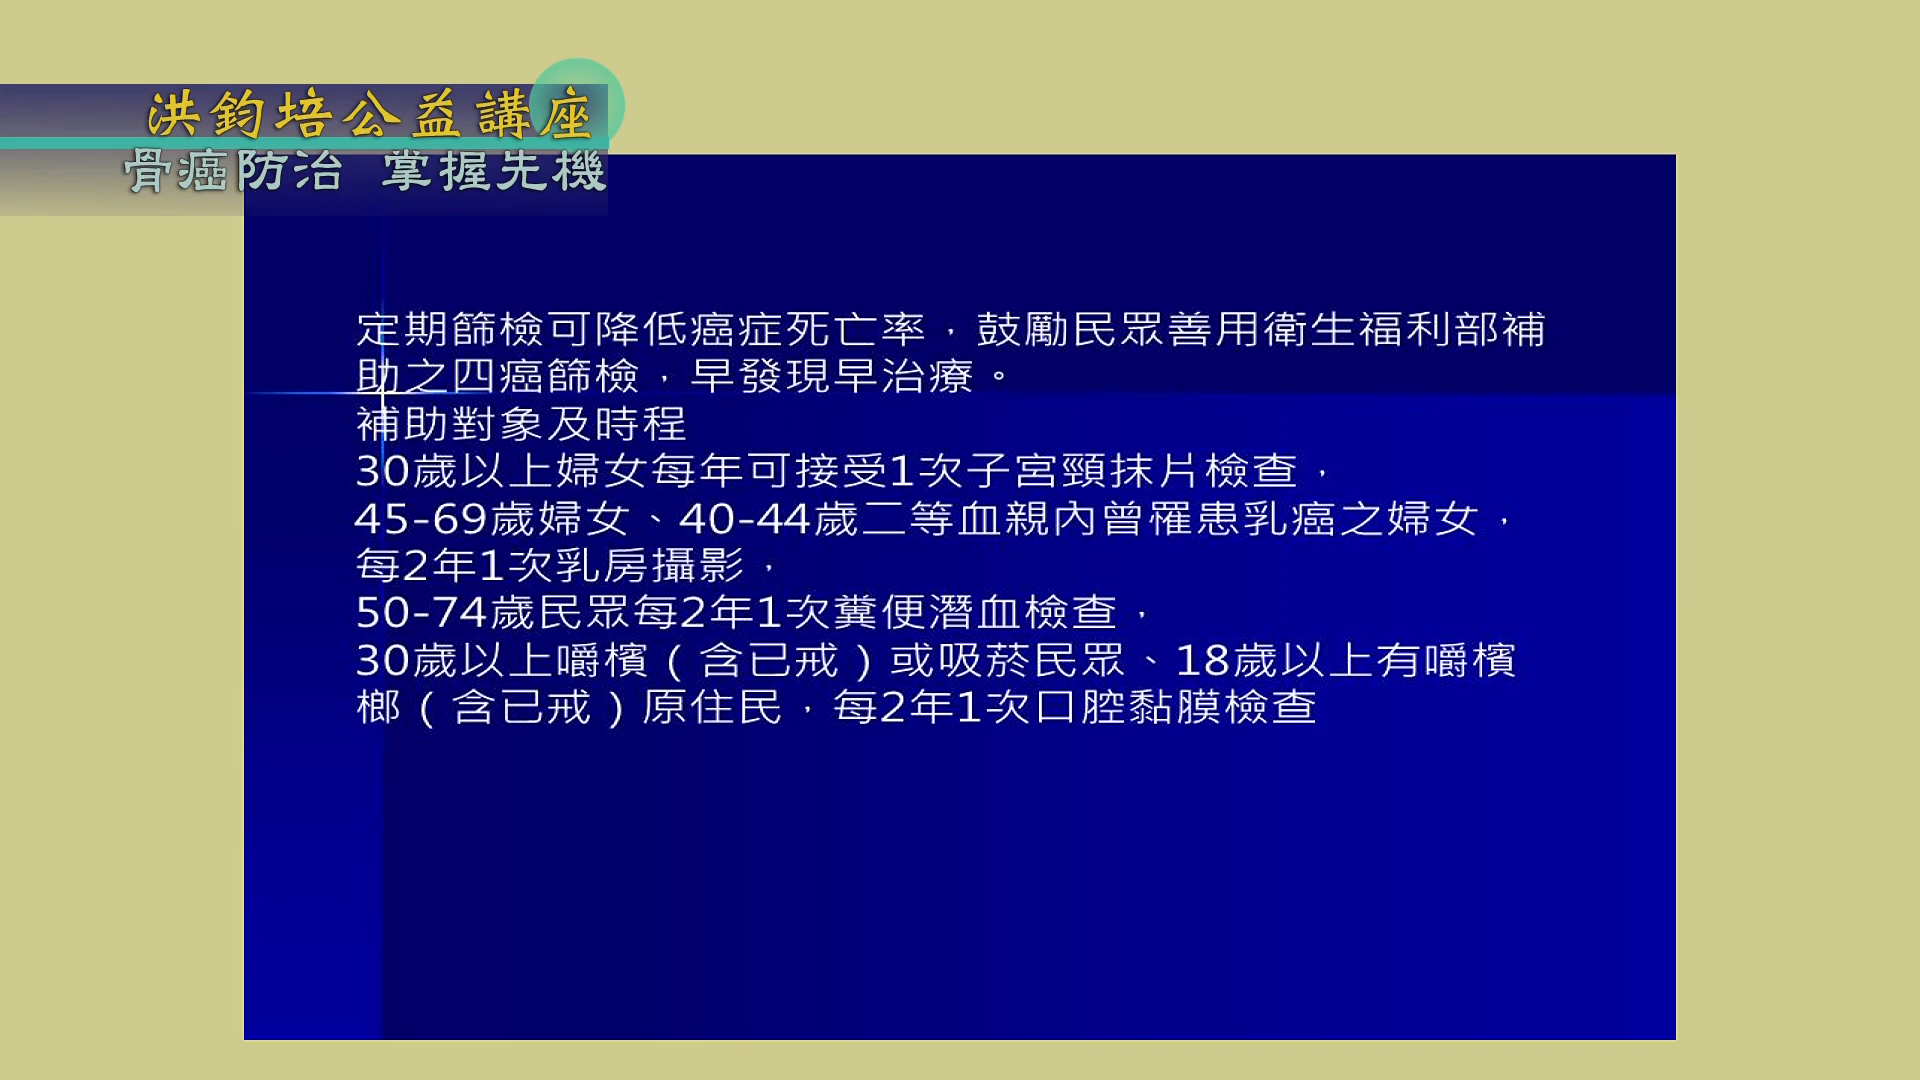 洪鈞培公益講座
骨癌防治 掌握先機
定期篩檢可降低癌症死亡率，鼓勵民眾善用衛生福利部補
助之四癌篩檢，早發現早治療。
補助對象及時程
30歲以上婦女每年可接受1次子宮頸抹片檢查，
45-69歲婦女、40-44歲二等血親內曾罹患乳癌之婦女，
每2年1次乳房攝影，
50-74歲民眾每2年1次糞便潛血檢查，
30歲以上嚼檳（含已戒）或吸菸民眾、18歲以上有嚼檳
榔（含已戒）原住民，每2年1次口腔黏膜檢查